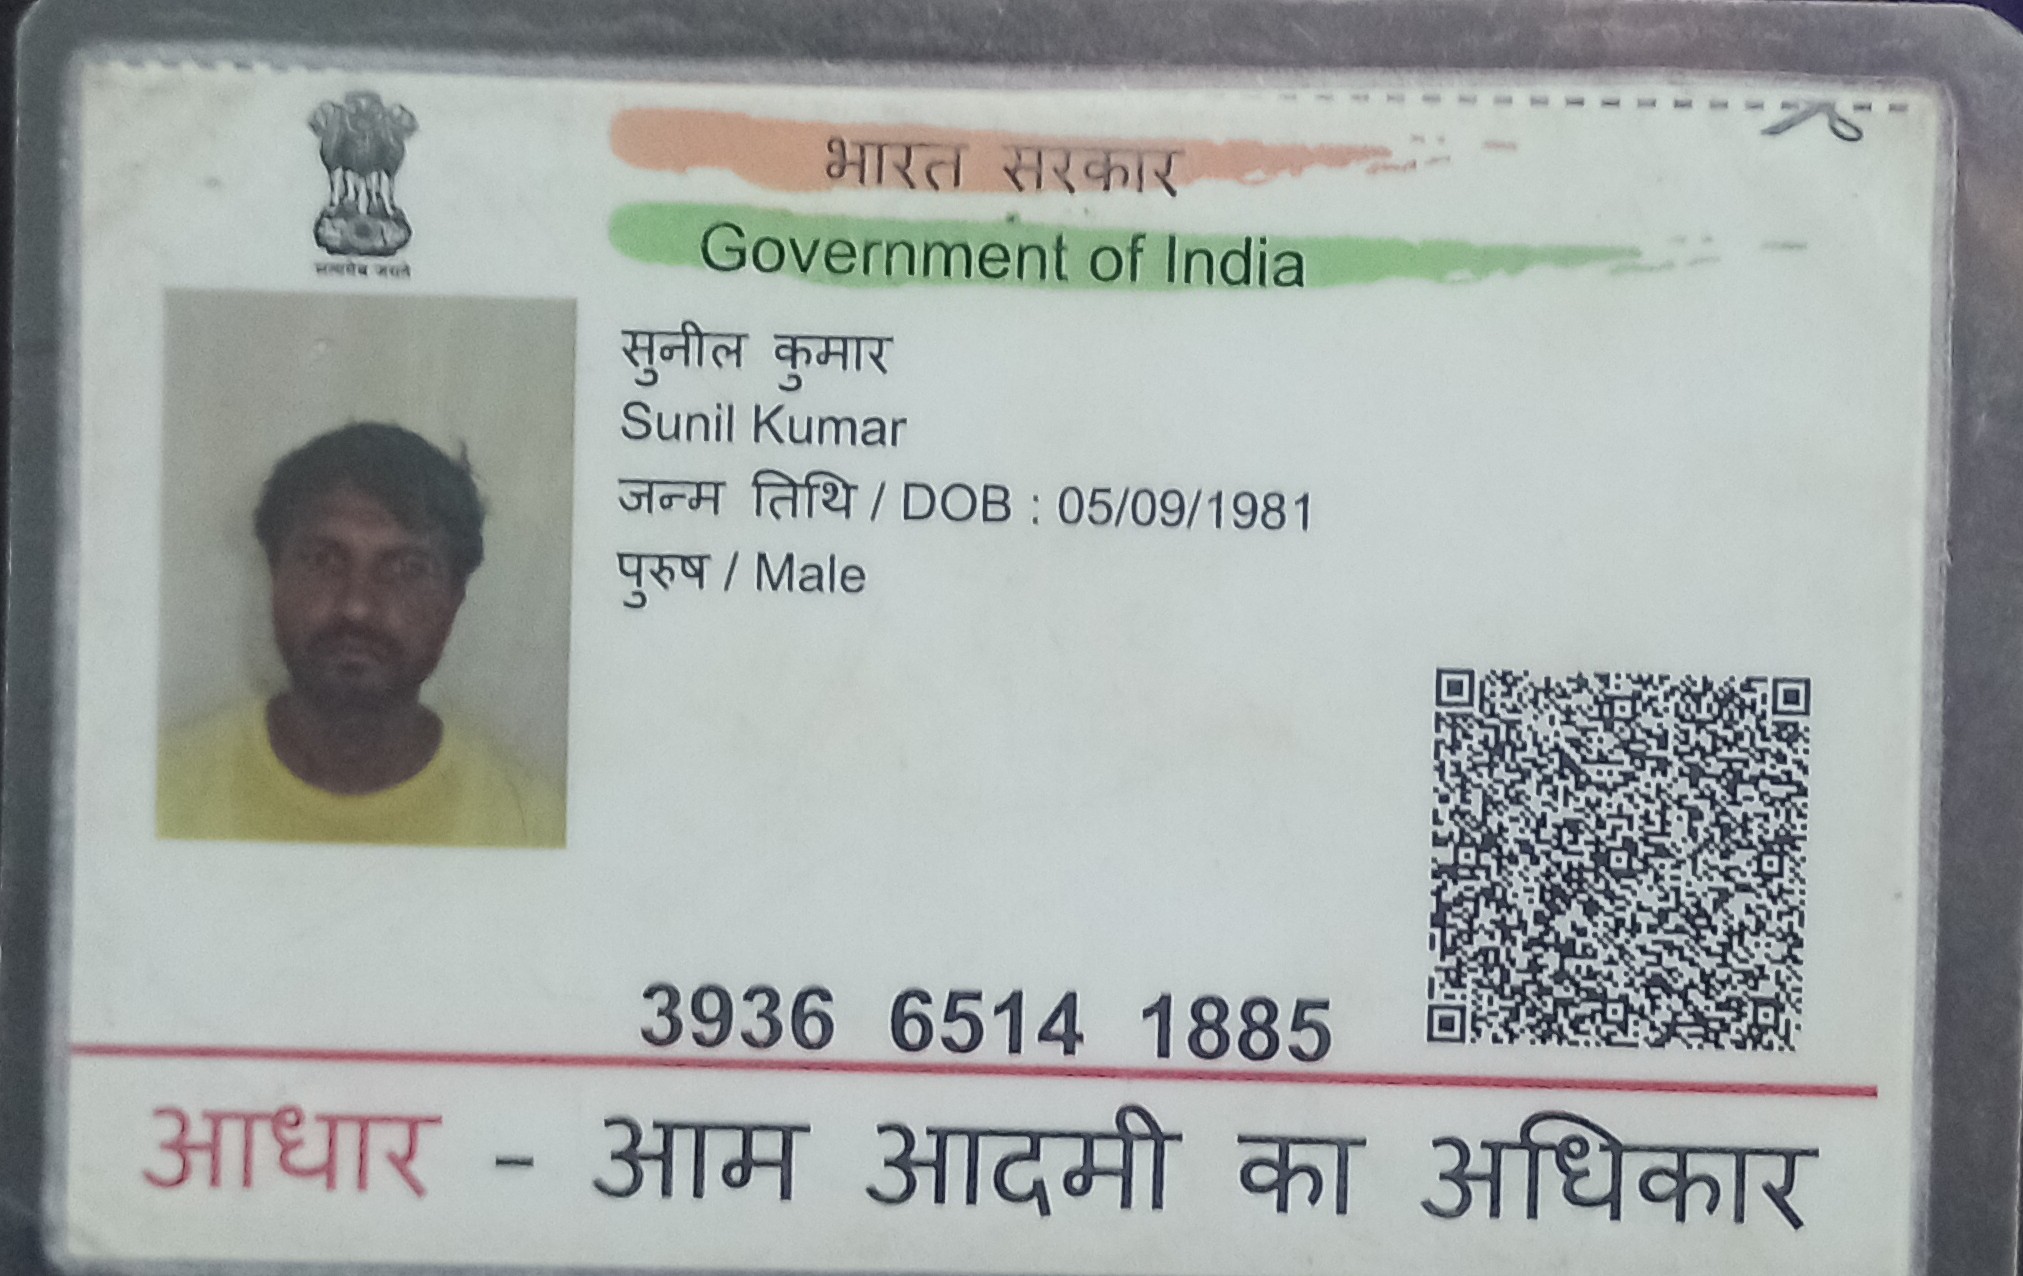 भारत सरकार
Government of India
सत्यमेव जयते
सुनील कुमार
Sunil Kumar
जन्म तिथि / DOB : 05/09/1981
पुरुष / Male
3936 6514 1885
आधार - आम आदमी का अधिकार